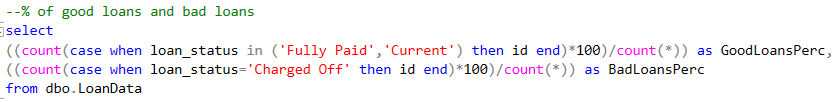 --% of good loans and bad loans
select
((count(case when loan_status in ('Fully Paid','Current') then id end)*100)/count(*)) as GoodLoansPerc,
((count(case when loan_status='Charged Off' then id end)*100)/count(*)) as BadLoansPerc
from dbo.LoanData